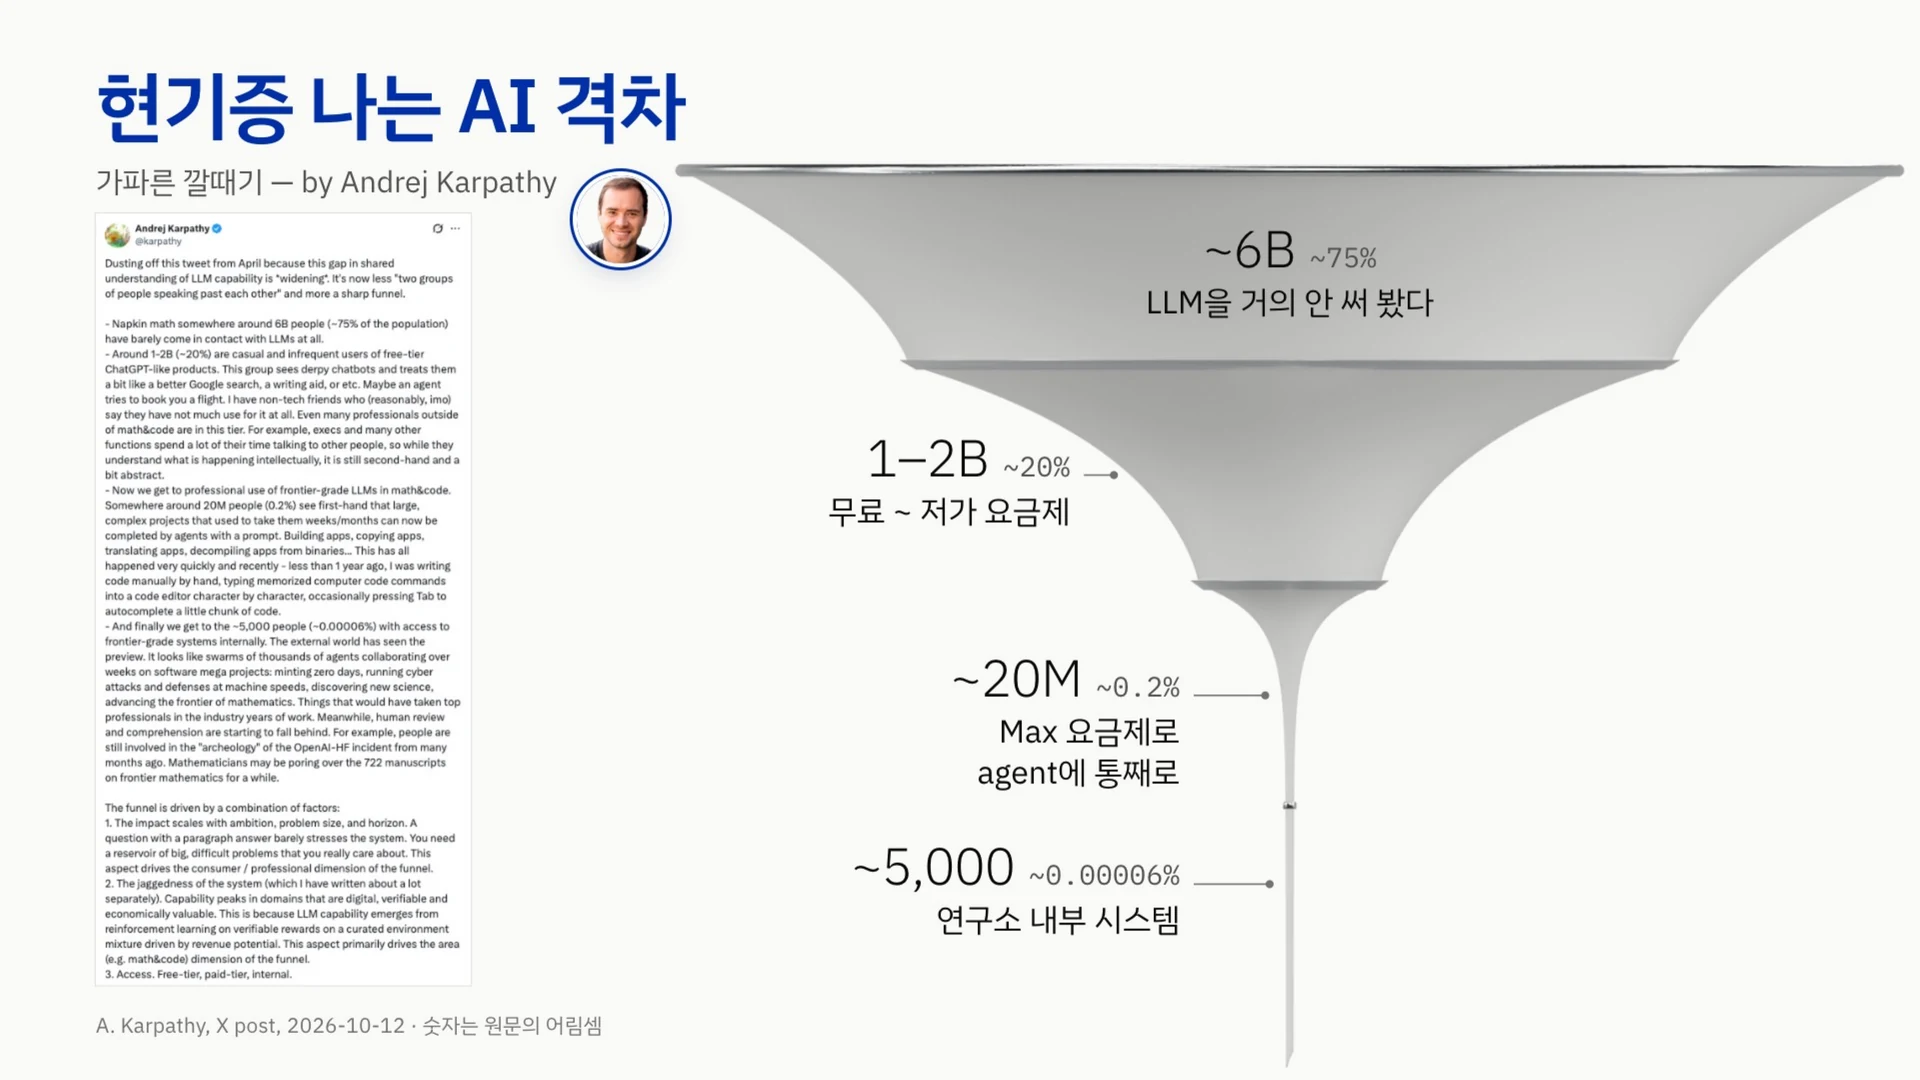 현기증 나는 AI 격차
가파른 깔때기 — by Andrej Karpathy
Andrej Karpathy
@karpathy
Dusting off this tweet from April because this gap in shared
understanding of LLM capability is *widening*. It's now less "two groups
of people speaking past each other" and more a sharp funnel.
- Napkin math somewhere around 6B people (~75% of the population)
have barely come in contact with LLMs at all.
- Around 1-2B (~20%) are casual and infrequent users of free-tier
ChatGPT-like products. This group sees derpy chatbots and treats them
a bit like a better Google search, a writing aid, or etc. Maybe an agent
tries to book you a flight. I have non-tech friends who (reasonably, imo)
say they have not much use for it at all. Even many professionals outside
of math&code are in this tier. For example, execs and many other
functions spend a lot of their time talking to other people, so while they
understand what is happening intellectually, it is still second-hand and a
bit abstract.
- Now we get to professional use of frontier-grade LLMs in math&code.
Somewhere around 20M people (0.2%) see first-hand that large,
complex projects that used to take them weeks/months can now be
completed by agents with a prompt. Building apps, copying apps,
translating apps, decompiling apps from binaries... This has all
happened very quickly and recently - less than 1 year ago, I was writing
code manually by hand, typing memorized computer code commands
into a code editor character by character, occasionally pressing Tab to
autocomplete a little chunk of code.
- And finally we get to the ~5,000 people (~0.00006%) with access to
frontier-grade systems internally. The external world has seen the
preview. It looks like swarms of thousands of agents collaborating over
weeks on software mega projects: minting zero days, running cyber
attacks and defenses at machine speeds, discovering new science,
advancing the frontier of mathematics. Things that would have taken top
professionals in the industry years of work. Meanwhile, human review
and comprehension are starting to fall behind. For example, people are
still involved in the "archeology" of the OpenAI-HF incident from many
months ago. Mathematicians may be poring over the 722 manuscripts
on frontier mathematics for a while.
The funnel is driven by a combination of factors:
1. The impact scales with ambition, problem size, and horizon. A
question with a paragraph answer barely stresses the system. You need
a reservoir of big, difficult problems that you really care about. This
aspect drives the consumer / professional dimension of the funnel.
2. The jaggedness of the system (which I have written about a lot
separately). Capability peaks in domains that are digital, verifiable and
economically valuable. This is because LLM capability emerges from
reinforcement learning on verifiable rewards on a curated environment
mixture driven by revenue potential. This aspect primarily drives the area
(e.g. math&code) dimension of the funnel.
3. Access. Free-tier, paid-tier, internal.
~6B ~75%
LLM을 거의 안 써 봤다
1–2B ~20%
무료 ~ 저가 요금제
~20M ~0.2%
Max 요금제로
agent에 통째로
~5,000 ~0.00006%
연구소 내부 시스템
A. Karpathy, X post, 2026-10-12 · 숫자는 원문의 어림셈